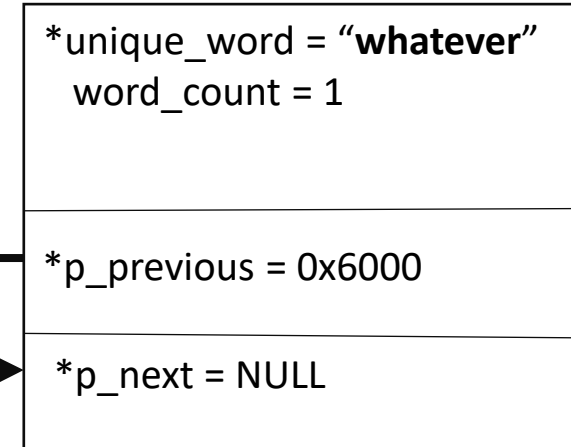 *unique_word = “whatever”
word_count = 1
*p_previous = 0x6000
*p_next = NULL